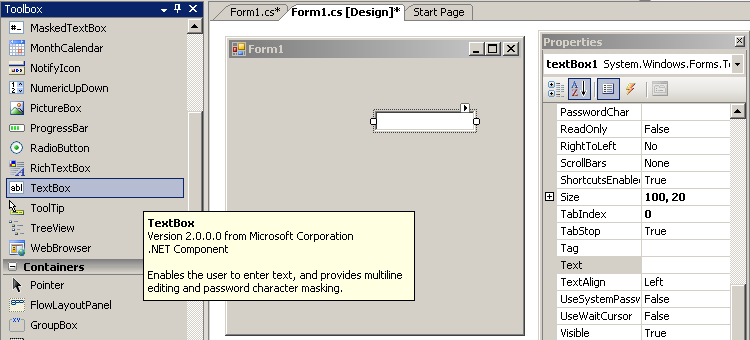 Toolbox
MaskedTextBox
MonthCalendar
NotifyIcon
NumericUpDown
PictureBox
ProgressBar
RadioButton
RichTextBox
abl TextBox
ToolTip
TreeView
WebBrowser
Containers
Pointer
FlowLayoutPanel
GroupBox
Form1.cs* Form1.cs [Design]* Start Page
Form1
TextBox
Version 2.0.0.0 from Microsoft Corporation
.NET Component
Enables the user to enter text, and provides multiline
editing and password character masking.
Properties
textBox1 System.Windows.Forms.Te
PasswordChar
ReadOnly False
RightToLeft No
ScrollBars None
ShortcutsEnabled True
Size 100, 20
TabIndex 0
TabStop True
Tag
Text
TextAlign Left
UseSystemPassw False
UseWaitCursor False
Visible True